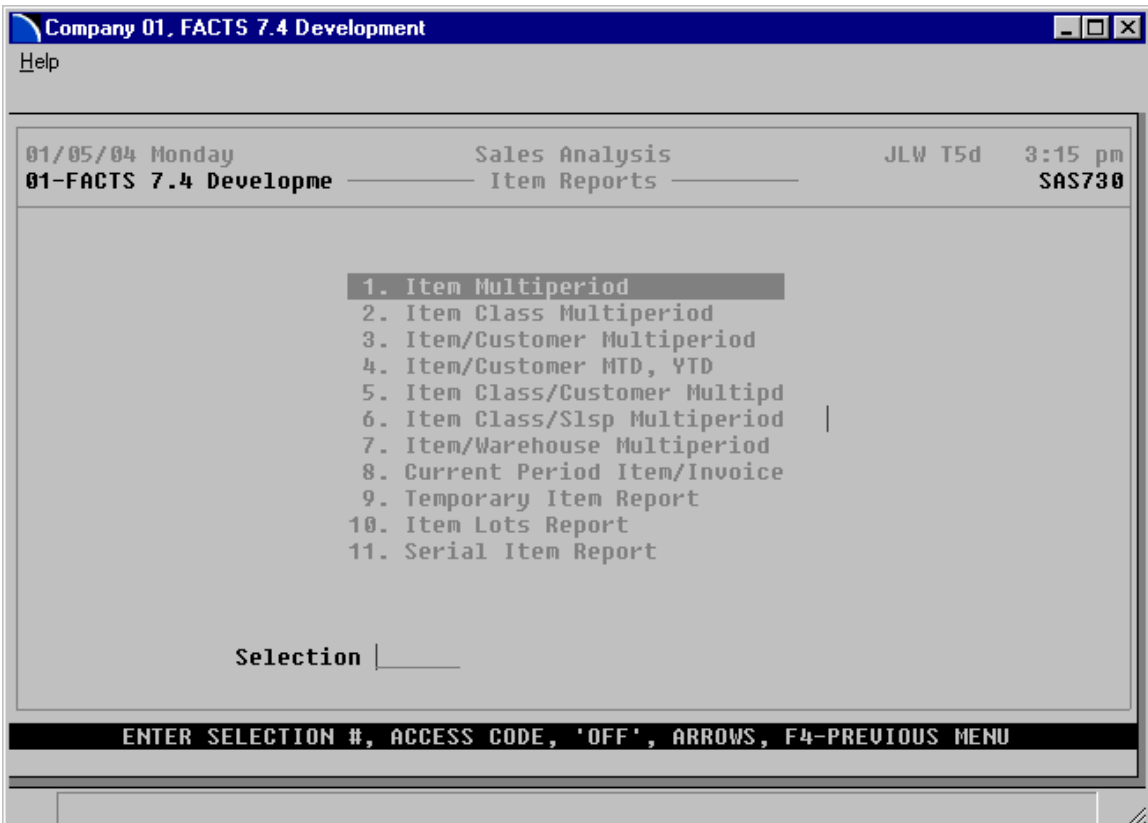 Company 01, FACTS 7.4 Development
Help
01/05/04 Monday Sales Analysis JLW T5d 3:15 pm
01-FACTS 7.4 Developme Item Reports SAS730
1. Item Multiperiod
2. Item Class Multiperiod
3. Item/Customer Multiperiod
4. Item/Customer MTD, YTD
5. Item Class/Customer Multipd
6. Item Class/Slsp Multiperiod
7. Item/Warehouse Multiperiod
8. Current Period Item/Invoice
9. Temporary Item Report
10. Item Lots Report
11. Serial Item Report
Selection
ENTER SELECTION #, ACCESS CODE, 'OFF', ARROWS, F4-PREVIOUS MENU